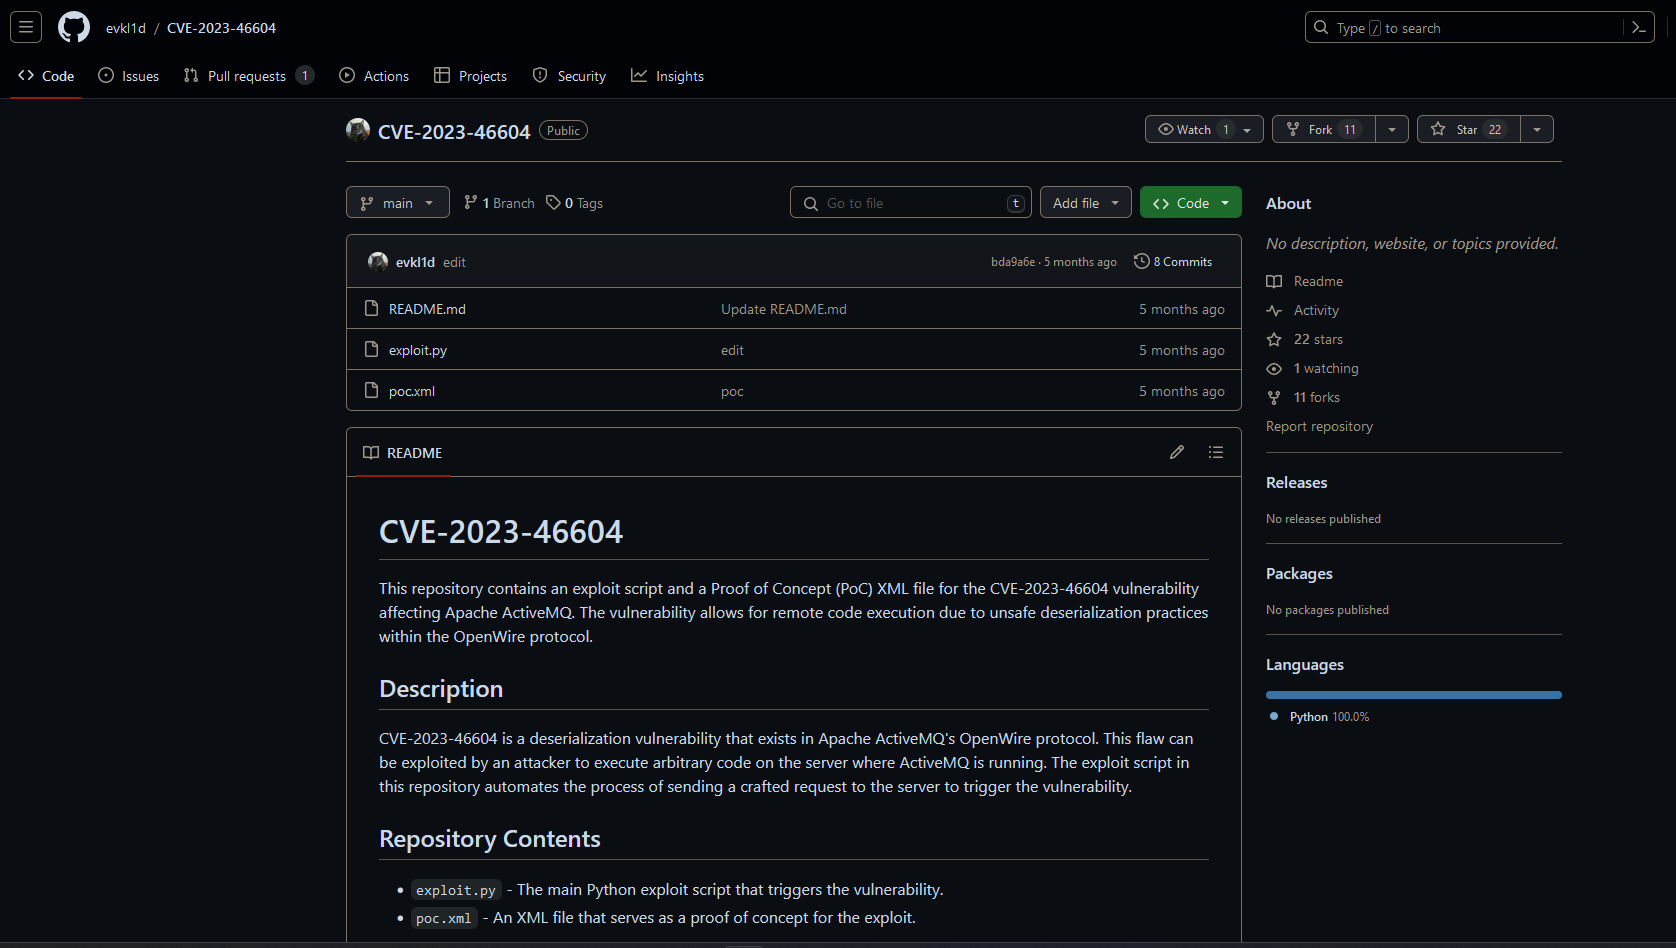 evkl1d / CVE-2023-46604
Type / to search
Code
Issues
Pull requests 1
Actions
Projects
Security
Insights
CVE-2023-46604 Public
Watch 1
Fork 11
Star 22
main
1 Branch
0 Tags
Go to file t
Add file
Code
evkl1d edit
bda9a6e · 5 months ago
8 Commits
README.md Update README.md 5 months ago
exploit.py edit 5 months ago
poc.xml poc 5 months ago
README
CVE-2023-46604
This repository contains an exploit script and a Proof of Concept (PoC) XML file for the CVE-2023-46604 vulnerability
affecting Apache ActiveMQ. The vulnerability allows for remote code execution due to unsafe deserialization practices
within the OpenWire protocol.
Description
CVE-2023-46604 is a deserialization vulnerability that exists in Apache ActiveMQ's OpenWire protocol. This flaw can
be exploited by an attacker to execute arbitrary code on the server where ActiveMQ is running. The exploit script in
this repository automates the process of sending a crafted request to the server to trigger the vulnerability.
Repository Contents
• exploit.py - The main Python exploit script that triggers the vulnerability.
• poc.xml - An XML file that serves as a proof of concept for the exploit.
About
No description, website, or topics provided.
Readme
Activity
22 stars
1 watching
11 forks
Report repository
Releases
No releases published
Packages
No packages published
Languages
Python 100.0%